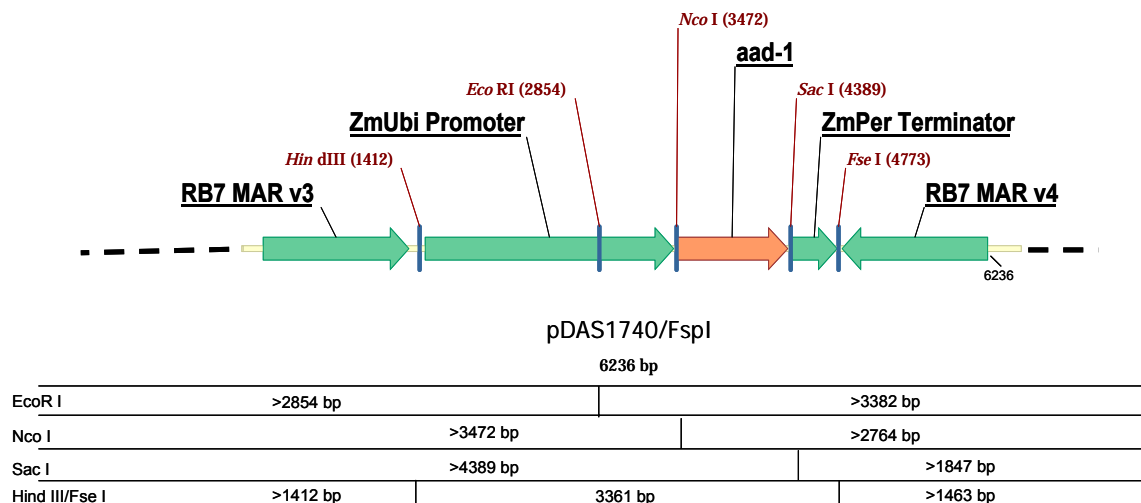 Nco I (3472)
aad-1
Eco RI (2854)
Sac I (4389)
ZmUbi Promoter
ZmPer Terminator
Hin dIII (1412)
Fse I (4773)
RB7 MAR v3
RB7 MAR v4
6236
pDAS1740/FspI
6236 bp
EcoR I >2854 bp >3382 bp
Nco I >3472 bp >2764 bp
Sac I >4389 bp >1847 bp
Hind III/Fse I >1412 bp 3361 bp >1463 bp